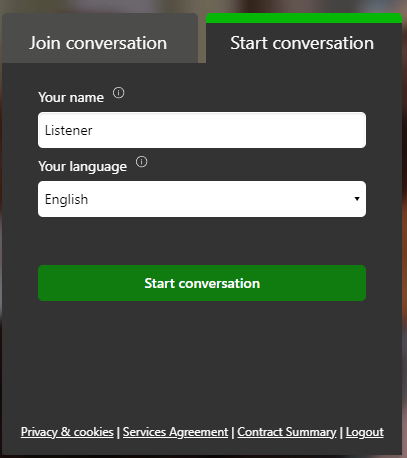 Join conversation
Start conversation
Your name
Listener
Your language
English
Start conversation
Privacy & cookies | Services Agreement | Contract Summary | Logout